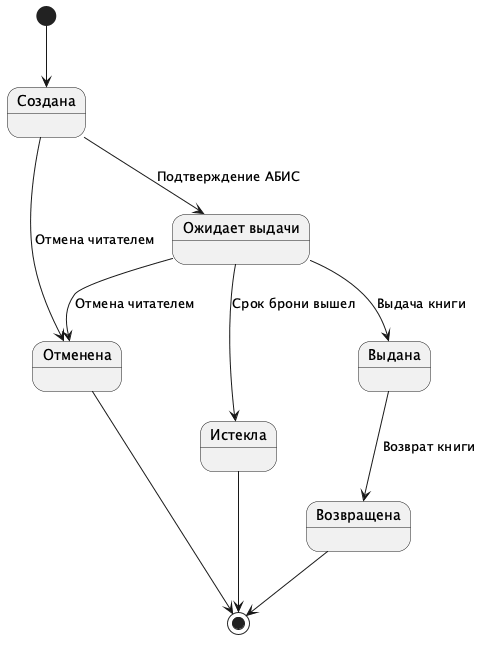 Создана
Подтверждение АБИС
Ожидает выдачи
Отмена читателем
Отмена читателем
Срок брони вышел
Выдача книги
Отменена
Выдана
Истекла
Возврат книги
Возвращена